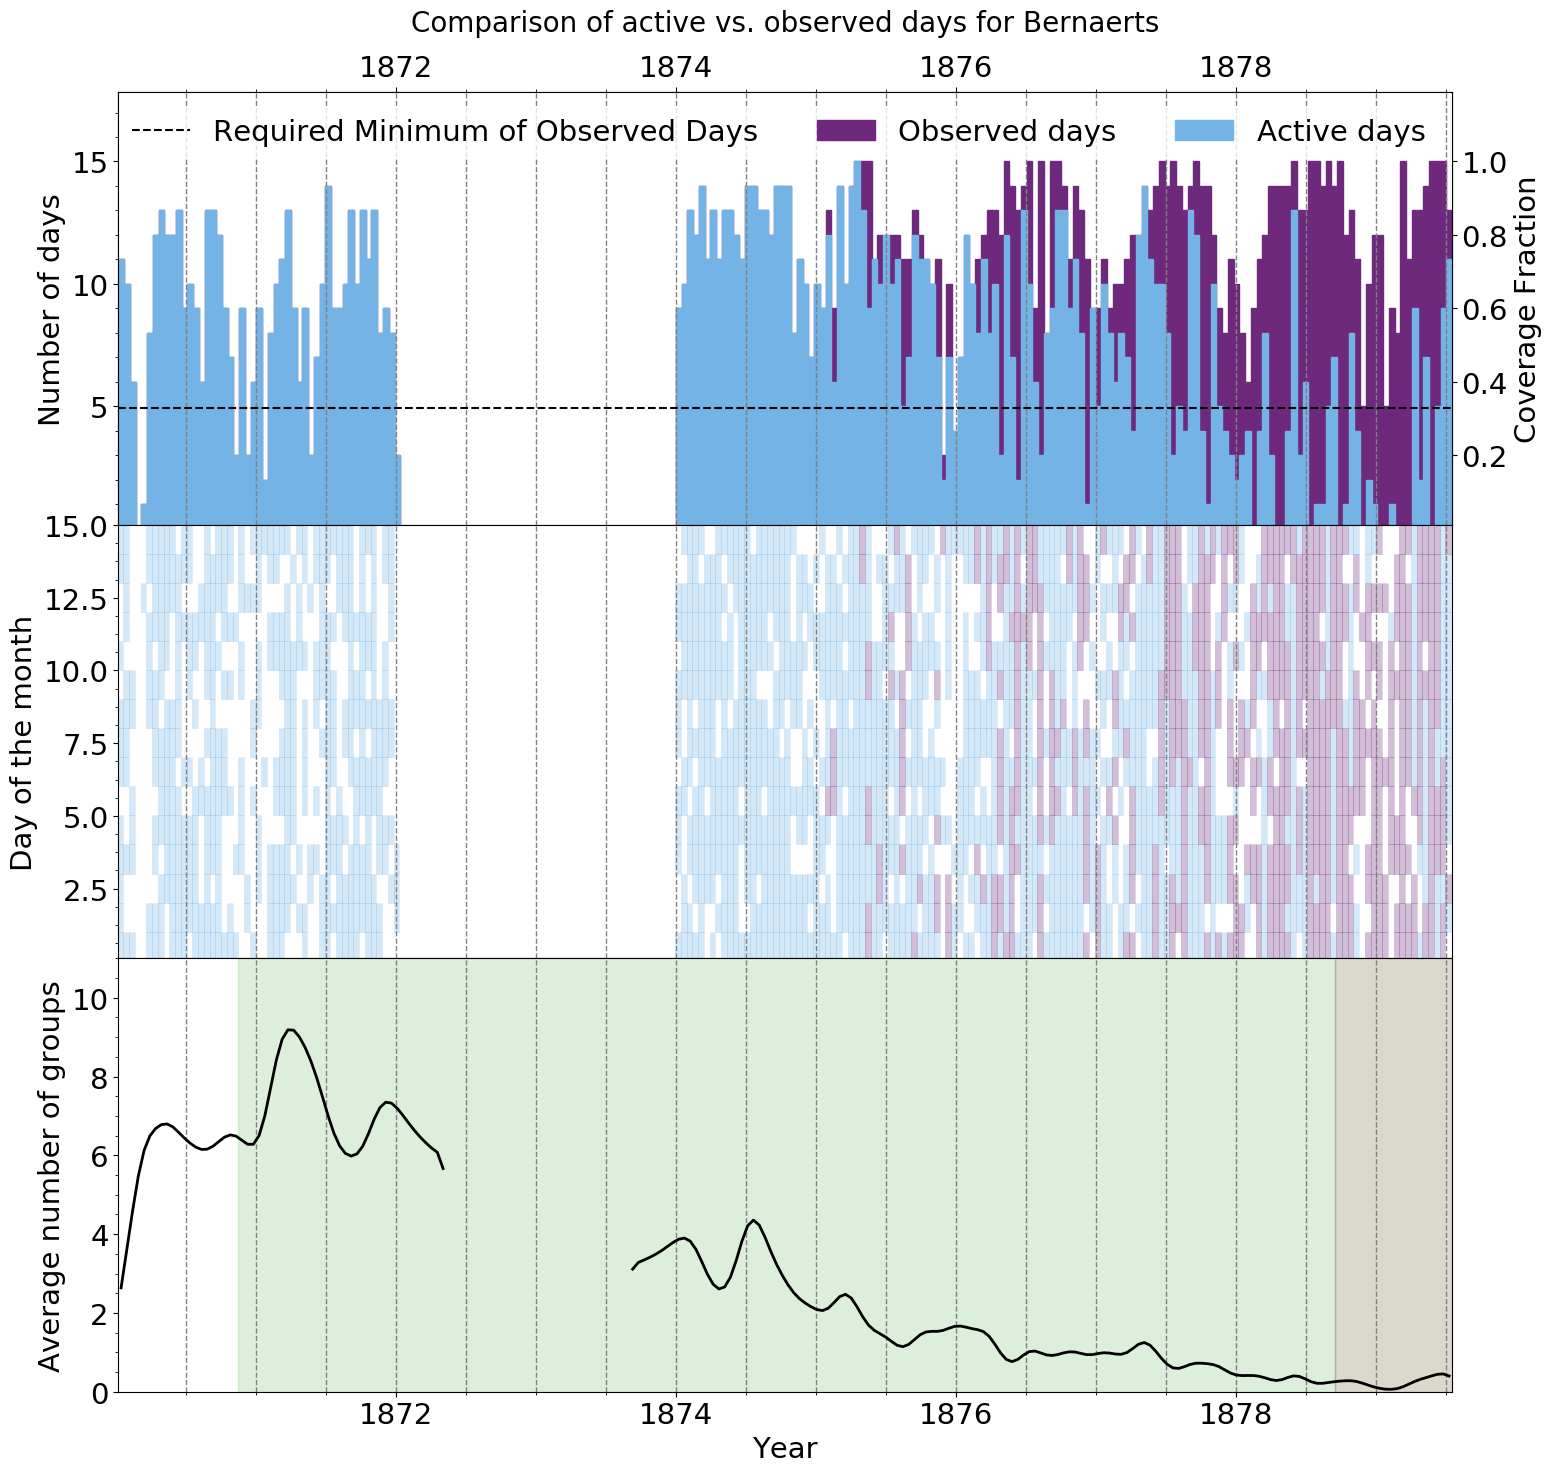 Comparison of active vs. observed days for Bernaerts
1872 1874 1876 1878
Required Minimum of Observed Days Observed days Active days
15
10
5
Number of days
1.0
0.8
0.6
0.4
0.2
Coverage Fraction
15.0
12.5
10.0
7.5
5.0
2.5
Day of the month
10
8
6
4
2
0
Average number of groups
1872 1874 1876 1878
Year